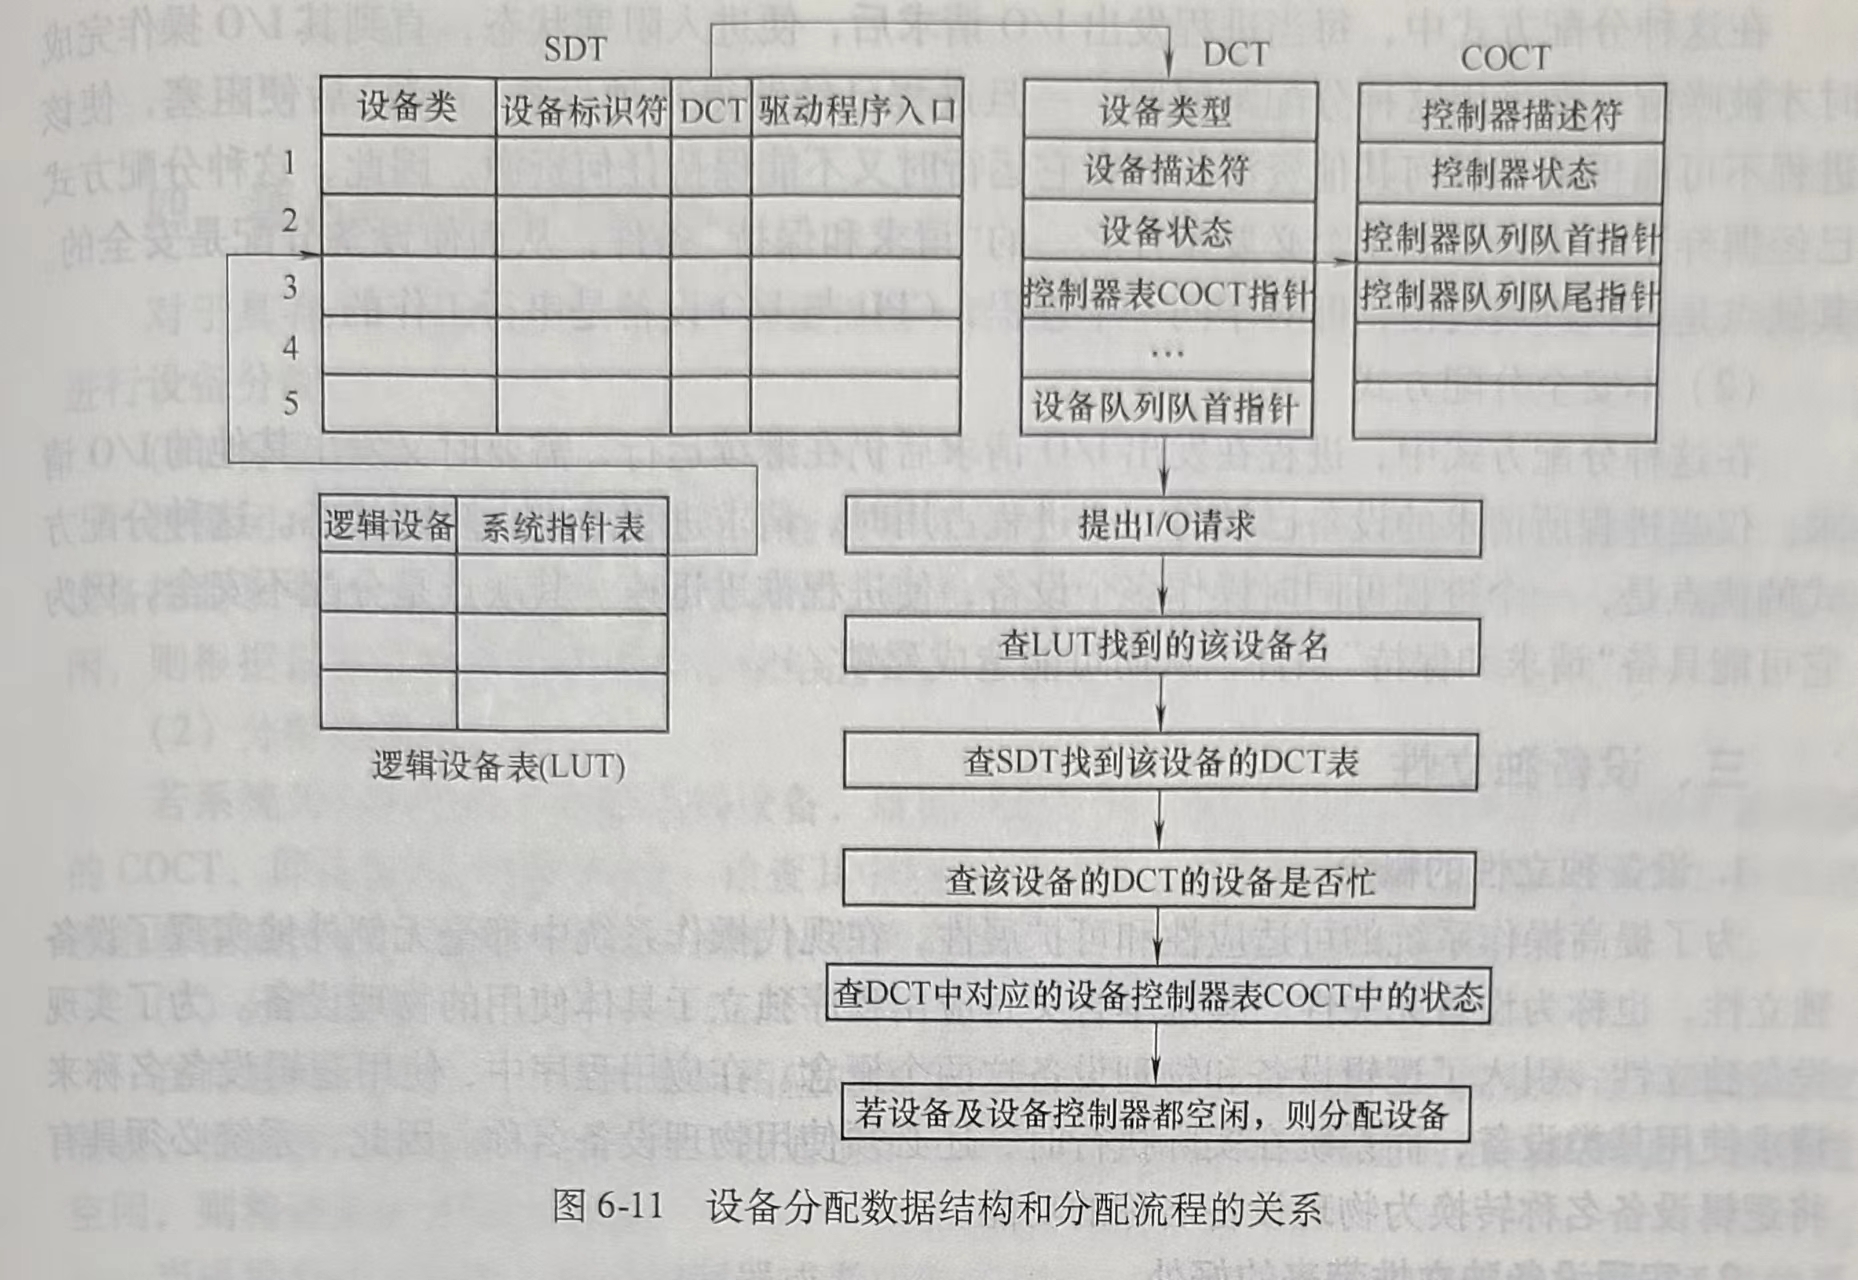 SDT
DCT
COCT
设备类 设备标识符 DCT 驱动程序入口
1
2
3
4
5
设备类型
设备描述符
设备状态
控制器表COCT指针
…
设备队列队首指针
控制器描述符
控制器状态
控制器队列队首指针
控制器队列队尾指针
逻辑设备 系统指针表
逻辑设备表(LUT)
提出I/O请求
查LUT找到的该设备名
查SDT找到该设备的DCT表
查该设备的DCT的设备是否忙
查DCT中对应的设备控制器表COCT中的状态
若设备及设备控制器都空闲，则分配设备
图 6-11 设备分配数据结构和分配流程的关系